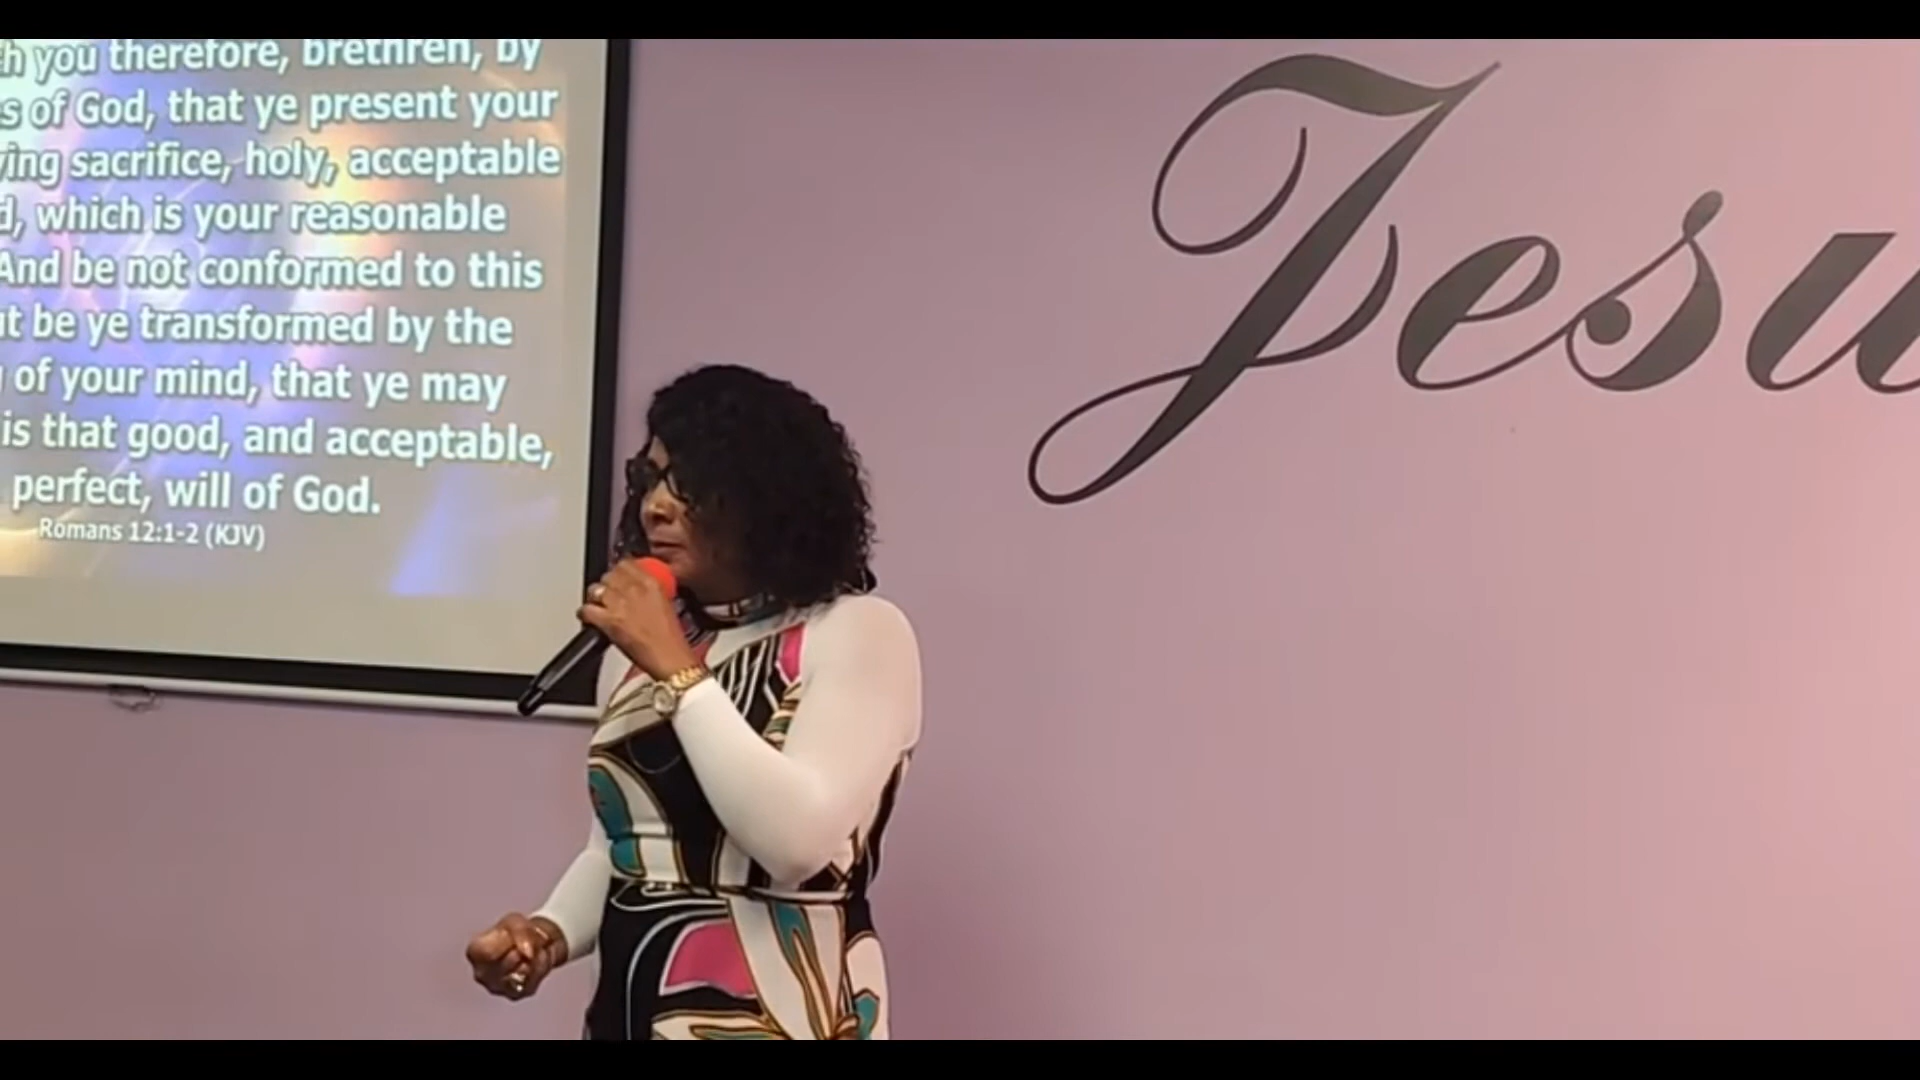 you therefore, brethren, by
of God, that ye present your
sacrifice, holy, acceptable
which is your reasonable
And be not conformed to this
be ye transformed by the
of your mind, that ye may
is that good, and acceptable,
perfect, will of God.
Romans 12:1-2 (KJV)
Jesu